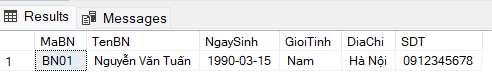 Results Messages
MaBN TenBN NgaySinh GioiTinh DiaChi SDT
1 BN01 Nguyễn Văn Tuấn 1990-03-15 Nam Hà Nội 0912345678